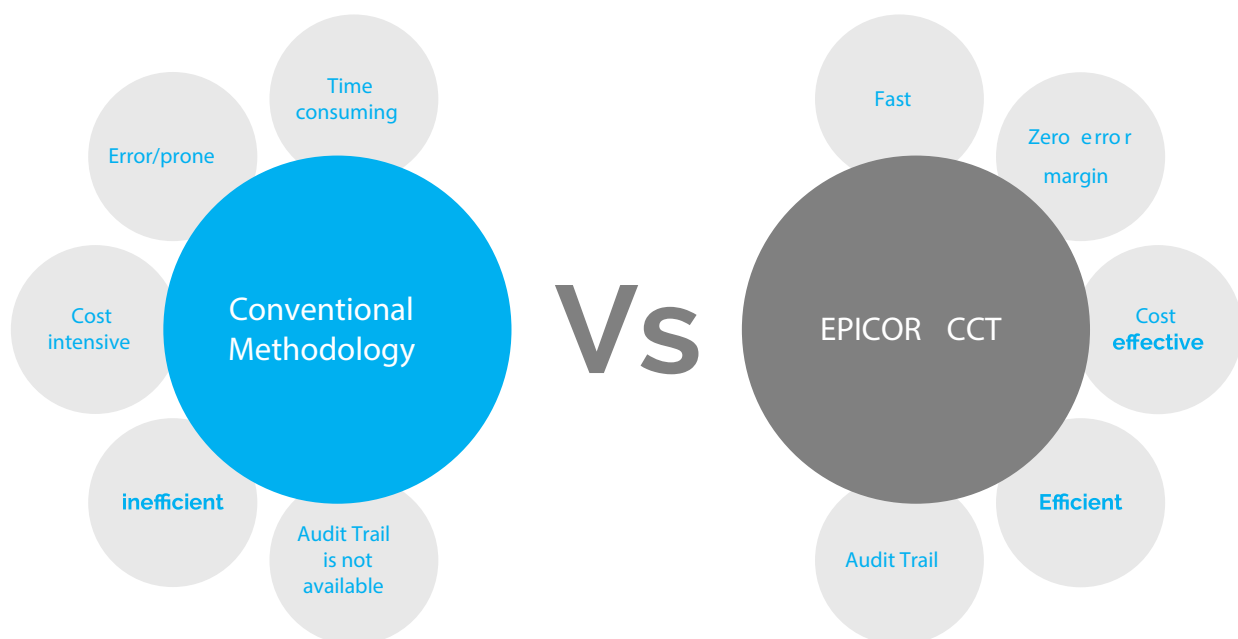 Time
consuming
Error/prone
Cost
intensive
inefficient
Audit Trail
is not
available
Conventional
Methodology
Vs
EPICOR CCT
Fast
Zero error
margin
Cost
effective
Efficient
Audit Trail